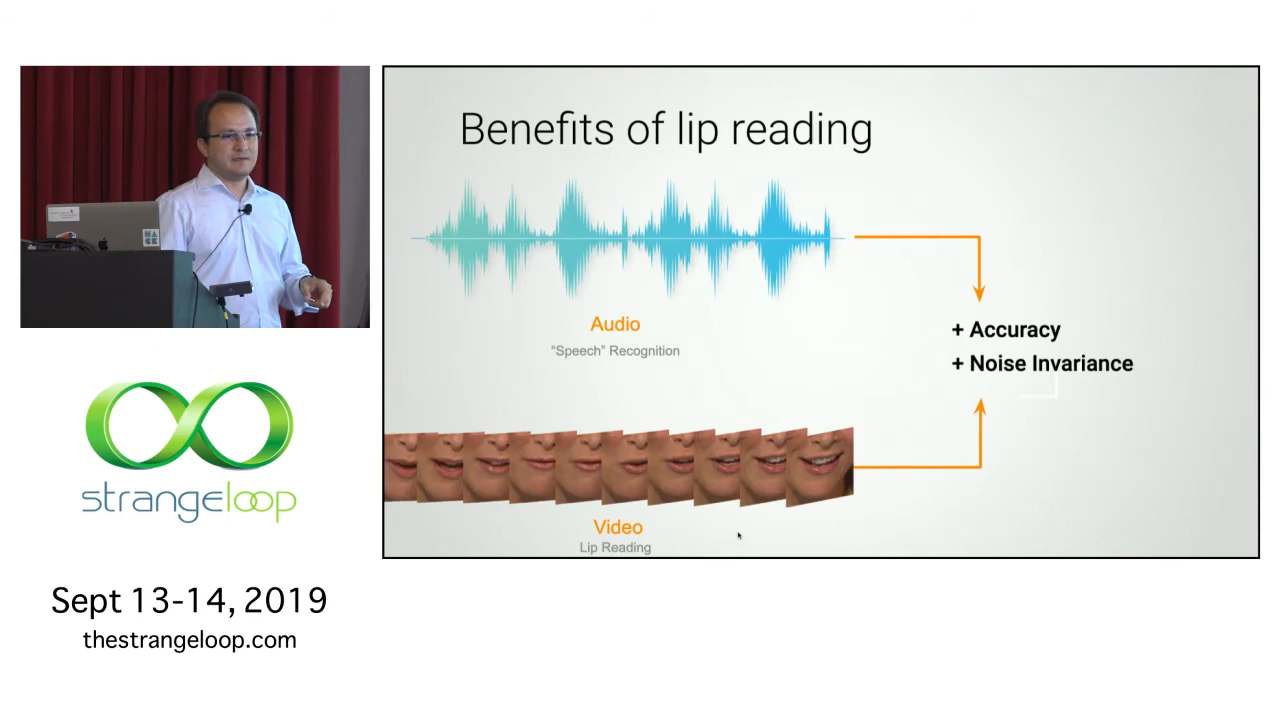 Benefits of lip reading
Audio
“Speech” Recognition
+ Accuracy
+ Noise Invariance
Video
Lip Reading
HACK
strangeloop
Sept 13-14, 2019
thestrangeloop.com